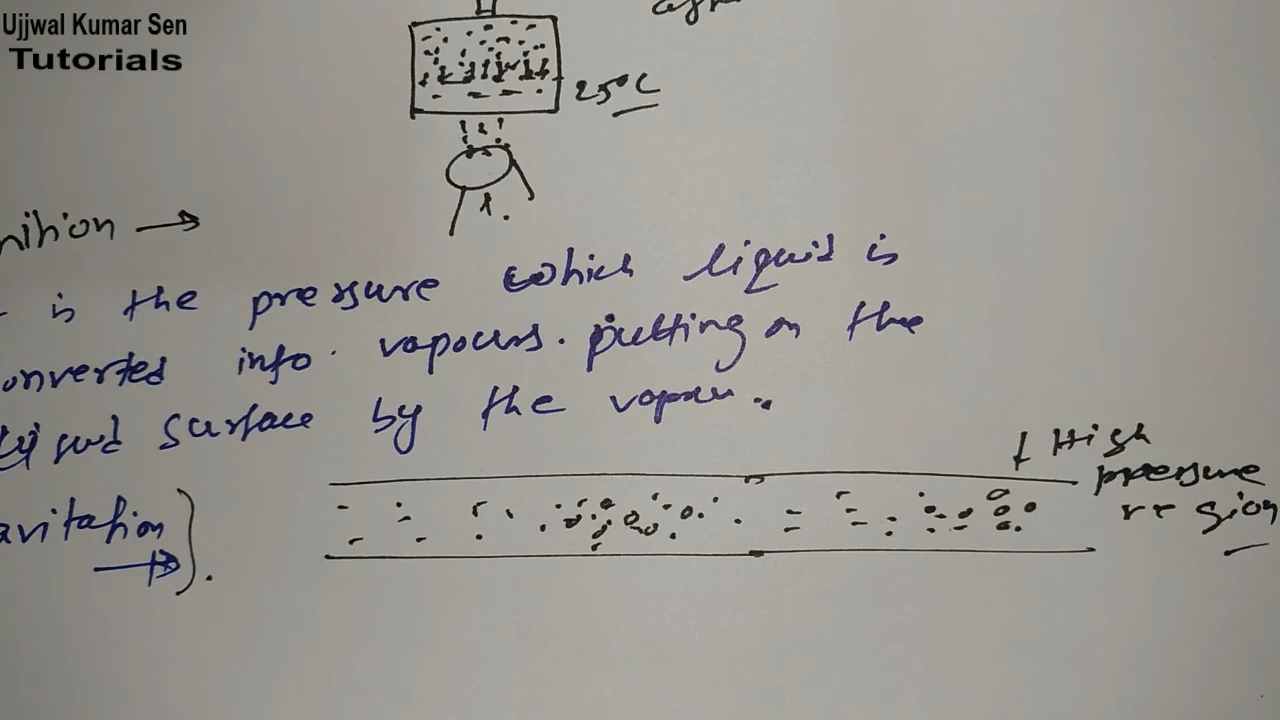 Ujjwal Kumar Sen
Tutorials
25°C
nition →
is the pressure which liquid is
onverted into vapours. putting on the
surface by the vapour.
avitation
High
pressure
region